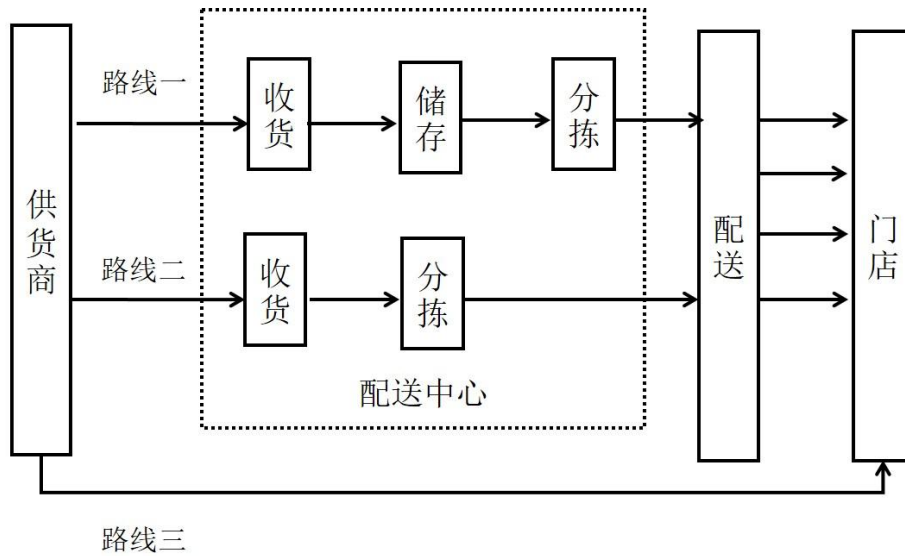 供货商
路线一
收货
储存
分拣
路线二
收货
分拣
配送中心
配送
门店
路线三